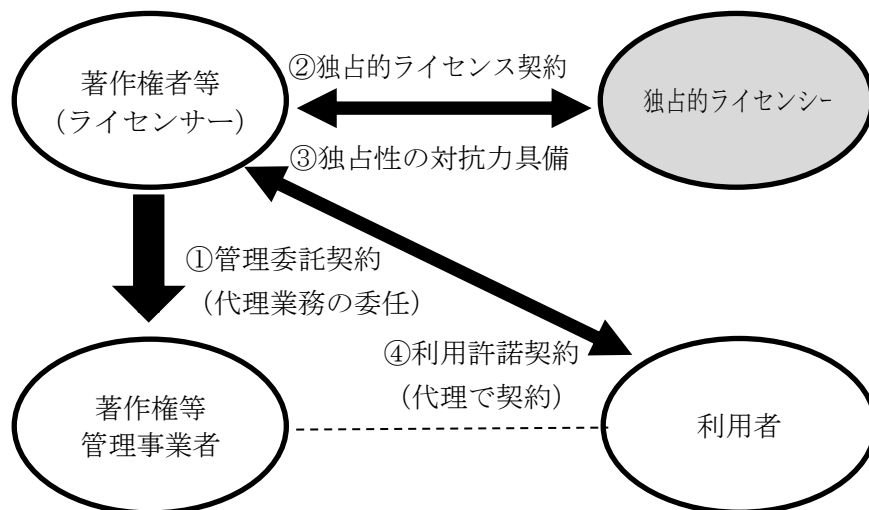 著作権者等
（ライセンサー）
②独占的ライセンス契約
独占的ライセンシー
③独占性の対抗力具備
①管理委託契約
（代理業務の委任）
④利用許諾契約
（代理で契約）
著作権等
管理事業者
利用者